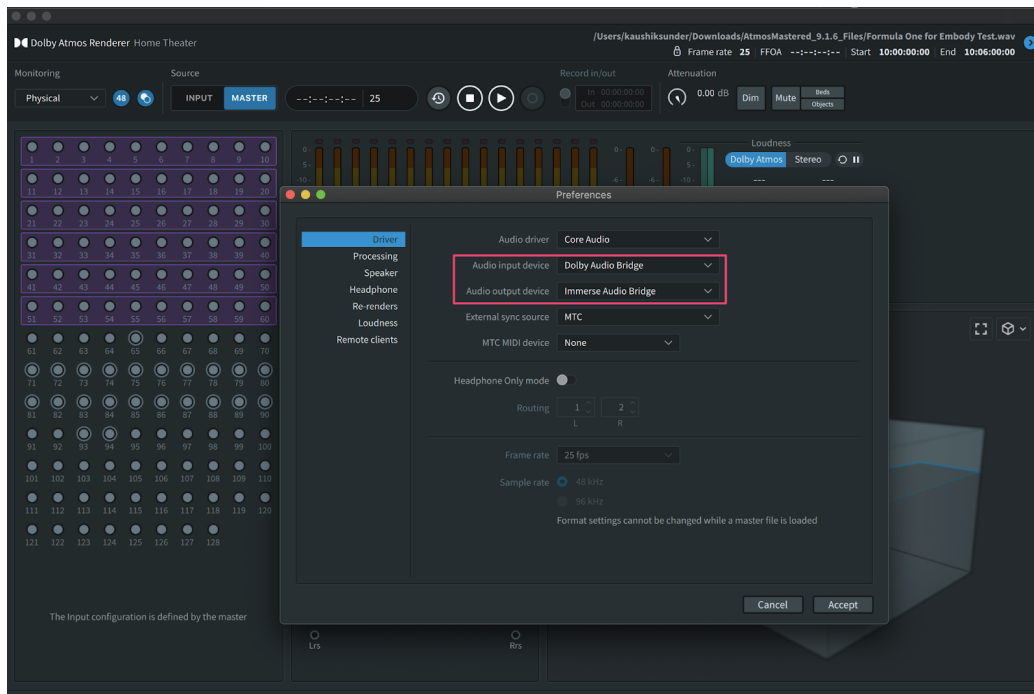 Dolby Atmos Renderer Home Theater
/Users/kaushiksunder/Downloads/AtmosMastered_9.1.6_Files/Formula One for Embody Test.wav
Frame rate 25 FFOA --:--:--:-- Start 10:00:00:00 End 10:06:00:00
Monitoring
Source
Record in/out
Attenuation
Physical
48
INPUT
MASTER
--:--:--:--
25
In 00:00:00:00
Out 00:00:00:00
0.00 dB
Dim
Mute
Beds
Objects
1 2 3 4 5 6 7 8 9 10
11 12 13 14 15 16 17 18 19 20
21 22 23 24 25 26 27 28 29 30
31 32 33 34 35 36 37 38 39 40
41 42 43 44 45 46 47 48 49 50
51 52 53 54 55 56 57 58 59 60
61 62 63 64 65 66 67 68 69 70
71 72 73 74 75 76 77 78 79 80
81 82 83 84 85 86 87 88 89 90
91 92 93 94 95 96 97 98 99 100
101 102 103 104 105 106 107 108 109 110
111 112 113 114 115 116 117 118 119 120
121 122 123 124 125 126 127 128
The Input configuration is defined by the master
0- 0- 0- 0-
5- 5-
-10- -6- -6- -10-
Loudness
Dolby Atmos
Stereo
--- ---
Preferences
Driver
Processing
Speaker
Headphone
Re-renders
Loudness
Remote clients
Audio driver Core Audio
Audio input device Dolby Audio Bridge
Audio output device Immerse Audio Bridge
External sync source MTC
MTC MIDI device None
Headphone Only mode
Routing 1 2
L R
Frame rate 25 fps
Sample rate 48 kHz
96 kHz
Format settings cannot be changed while a master file is loaded
Cancel
Accept
Lrs
Rrs